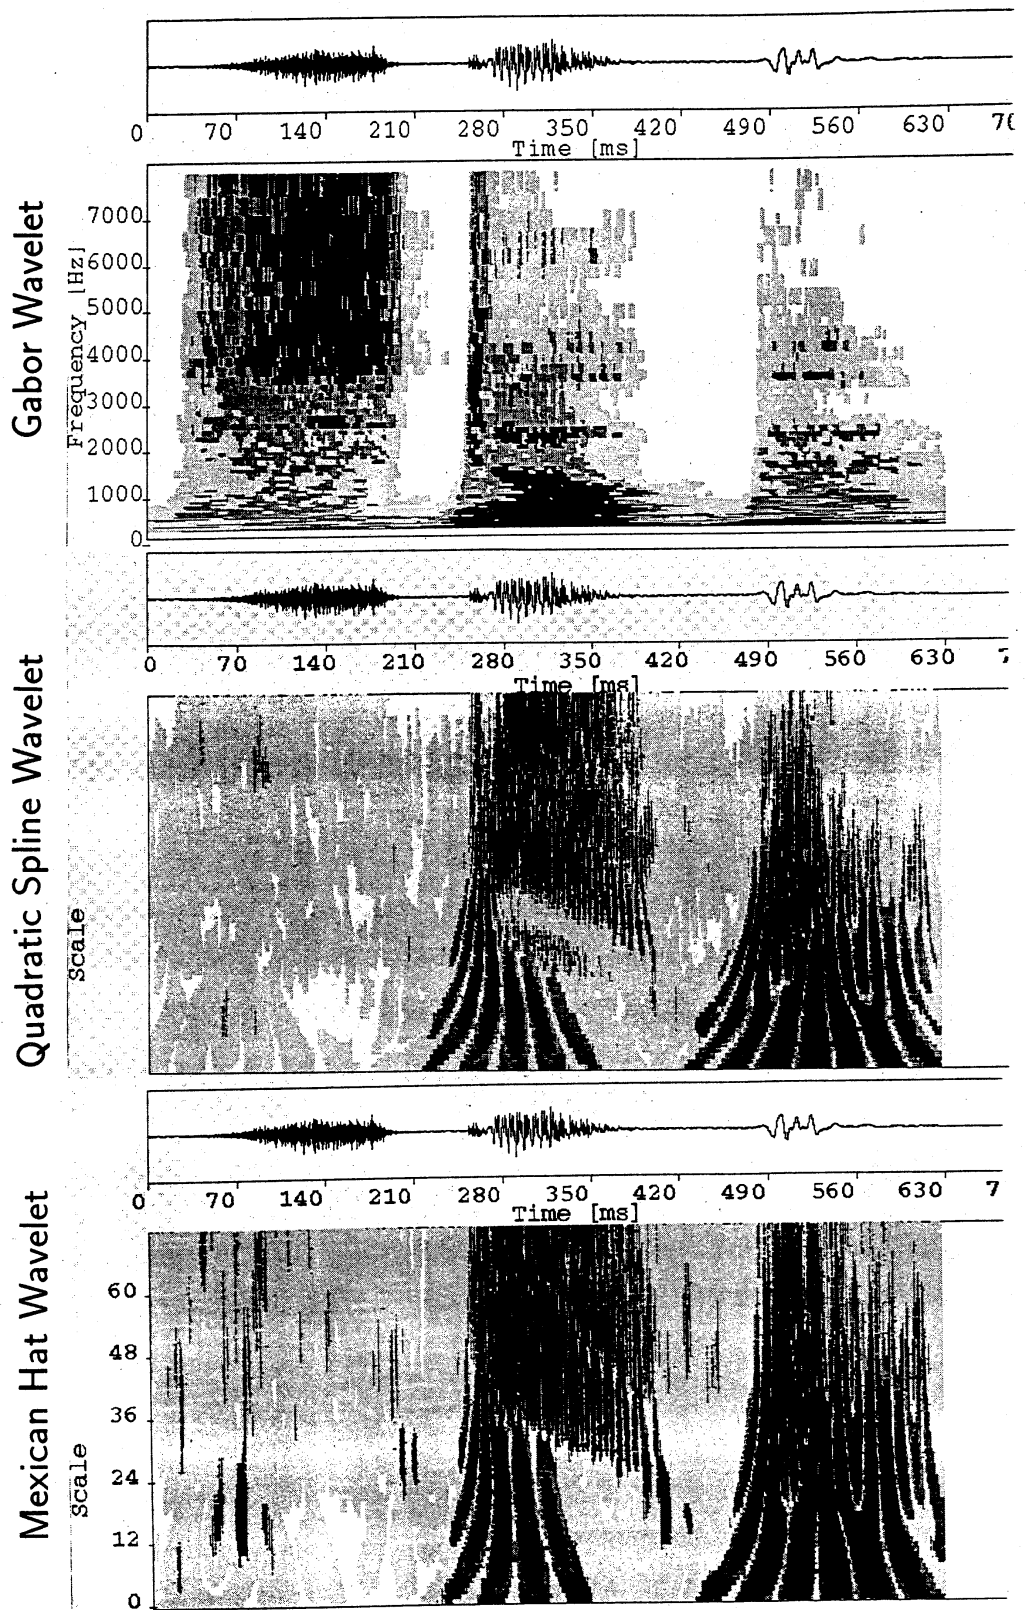 Gabor Wavelet
0 70 140 210 280 350 420 490 560 630
Time [ms]
Frequency [Hz]
7000
6000
5000
4000
3000
2000
1000
0
Quadratic Spline Wavelet
0 70 140 210 280 350 420 490 560 630
Time [ms]
Scale
Mexican Hat Wavelet
0 70 140 210 280 350 420 490 560 630 7
Time [ms]
Scale
60
48
36
24
12
0